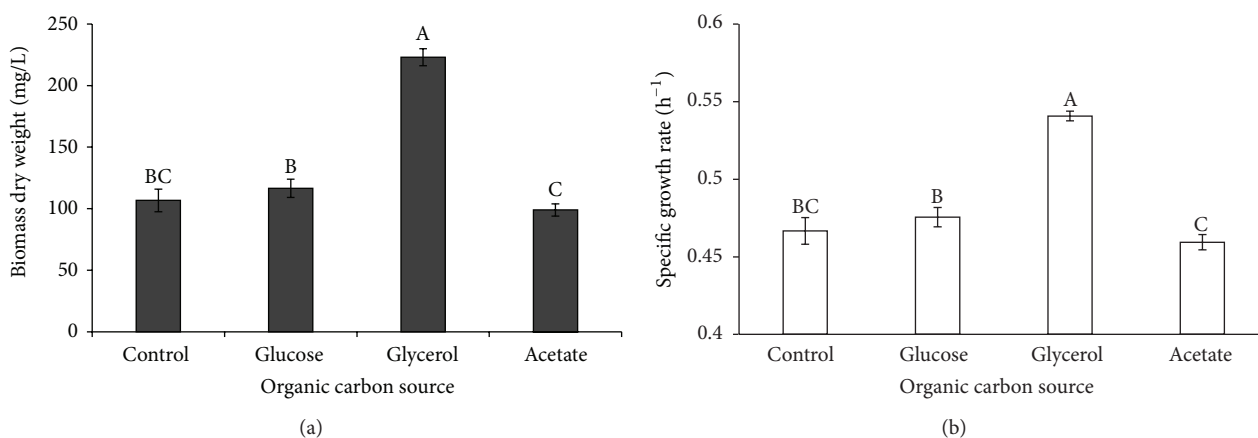 Biomass dry weight (mg/L)
250
200
150
100
50
0
BC
B
A
C
Control Glucose Glycerol Acetate
Organic carbon source
(a)
Specific growth rate (h⁻¹)
0.6
0.55
0.5
0.45
0.4
BC
B
A
C
Control Glucose Glycerol Acetate
Organic carbon source
(b)